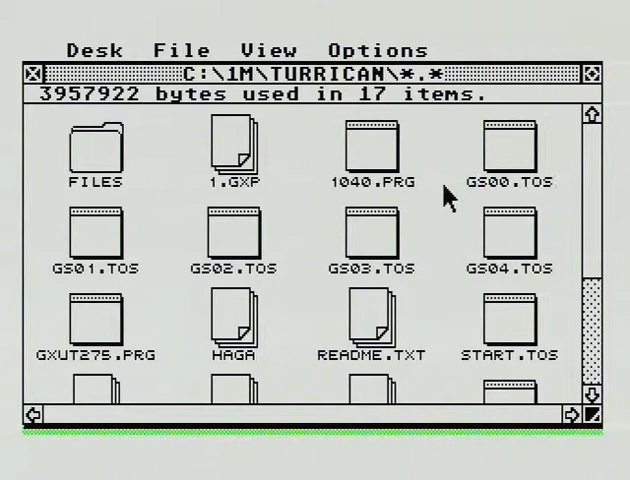 Desk File View Options
C:\1M\TURRICAN\*.*
3957922 bytes used in 17 items.
FILES 1.GXP 1040.PRG GS00.TOS
GS01.TOS GS02.TOS GS03.TOS GS04.TOS
GXUT275.PRG HAGA README.TXT START.TOS